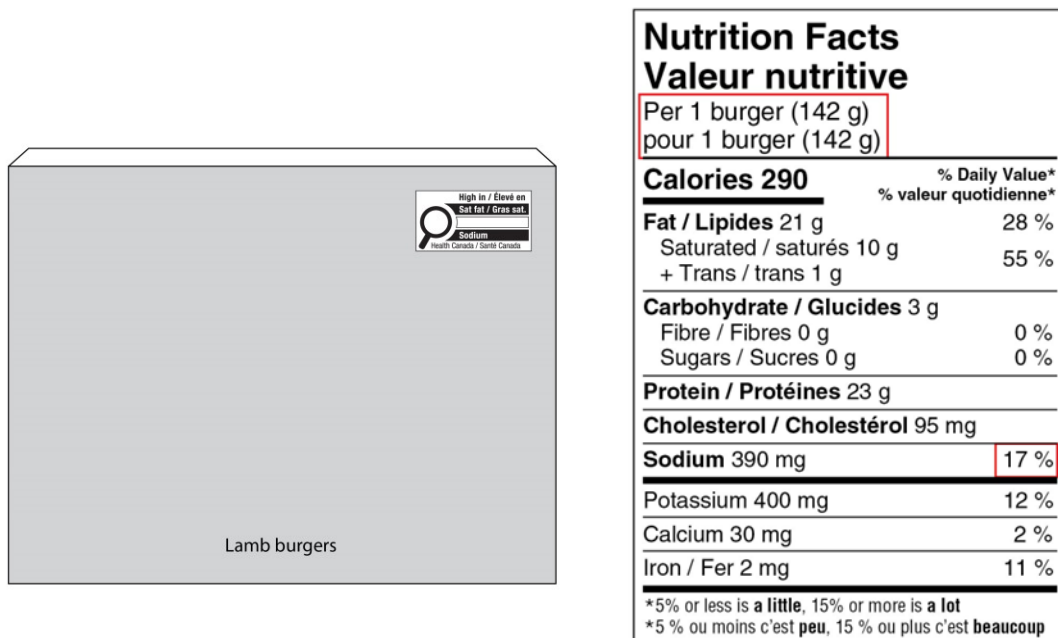 High in / Élevé en
Sat fat / Gras sat.
Sodium
Health Canada / Santé Canada
Lamb burgers
Nutrition Facts
Valeur nutritive
Per 1 burger (142 g)
pour 1 burger (142 g)
Calories 290
% Daily Value*
% valeur quotidienne*
Fat / Lipides 21 g 28 %
Saturated / saturés 10 g
+ Trans / trans 1 g
55 %
Carbohydrate / Glucides 3 g
Fibre / Fibres 0 g 0 %
Sugars / Sucres 0 g 0 %
Protein / Protéines 23 g
Cholesterol / Cholestérol 95 mg
Sodium 390 mg 17 %
Potassium 400 mg 12 %
Calcium 30 mg 2 %
Iron / Fer 2 mg 11 %
*5% or less is a little, 15% or more is a lot
*5 % ou moins c'est peu, 15 % ou plus c'est beaucoup